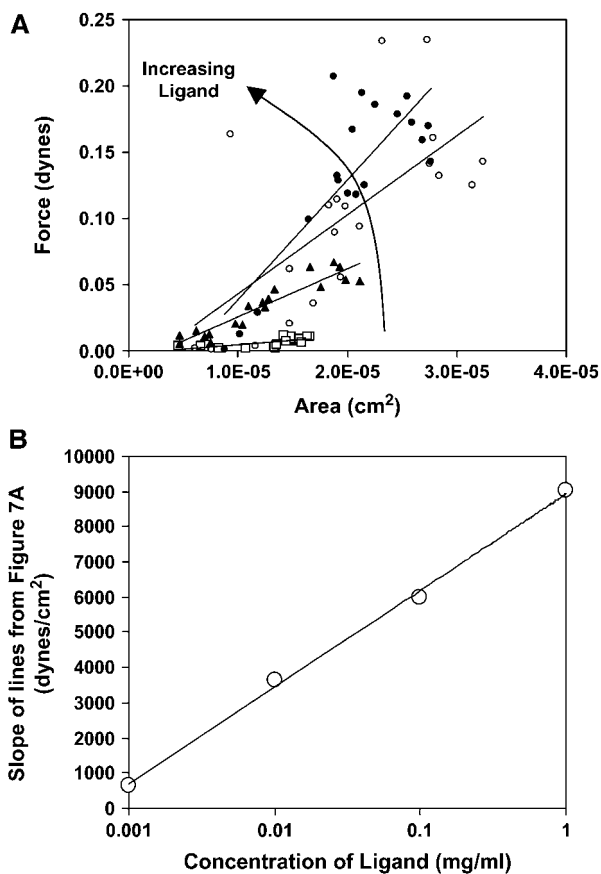 A
0.25
0.20
0.15
0.10
0.05
0.00
Force (dynes)
Increasing
Ligand
0.0E+00
1.0E-05
2.0E-05
3.0E-05
4.0E-05
Area (cm²)
B
10000
9000
8000
7000
6000
5000
4000
3000
2000
1000
0
Slope of lines from Figure 7A
(dynes/cm²)
0.001
0.01
0.1
1
Concentration of Ligand (mg/ml)